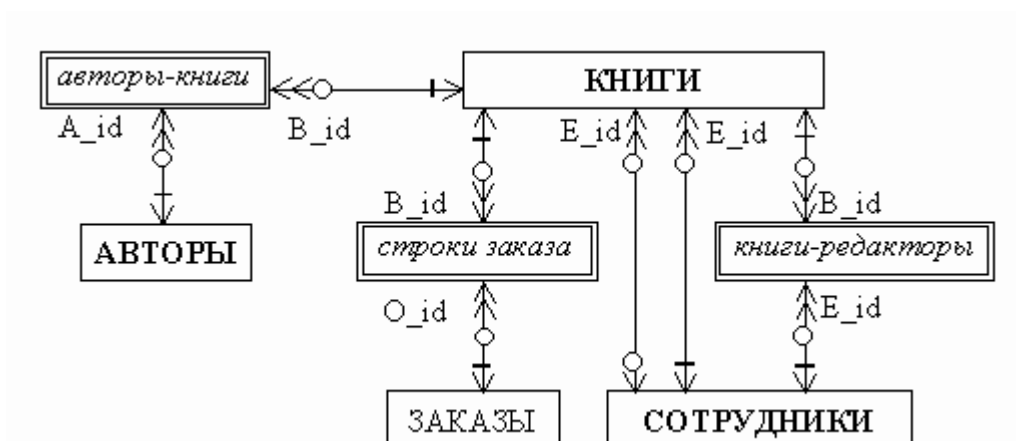 авторы-книги
КНИГИ
A_id
B_id
E_id
E_id
B_id
B_id
АВТОРЫ
строки заказа
книги-редакторы
O_id
E_id
ЗАКАЗЫ
СОТРУДНИКИ